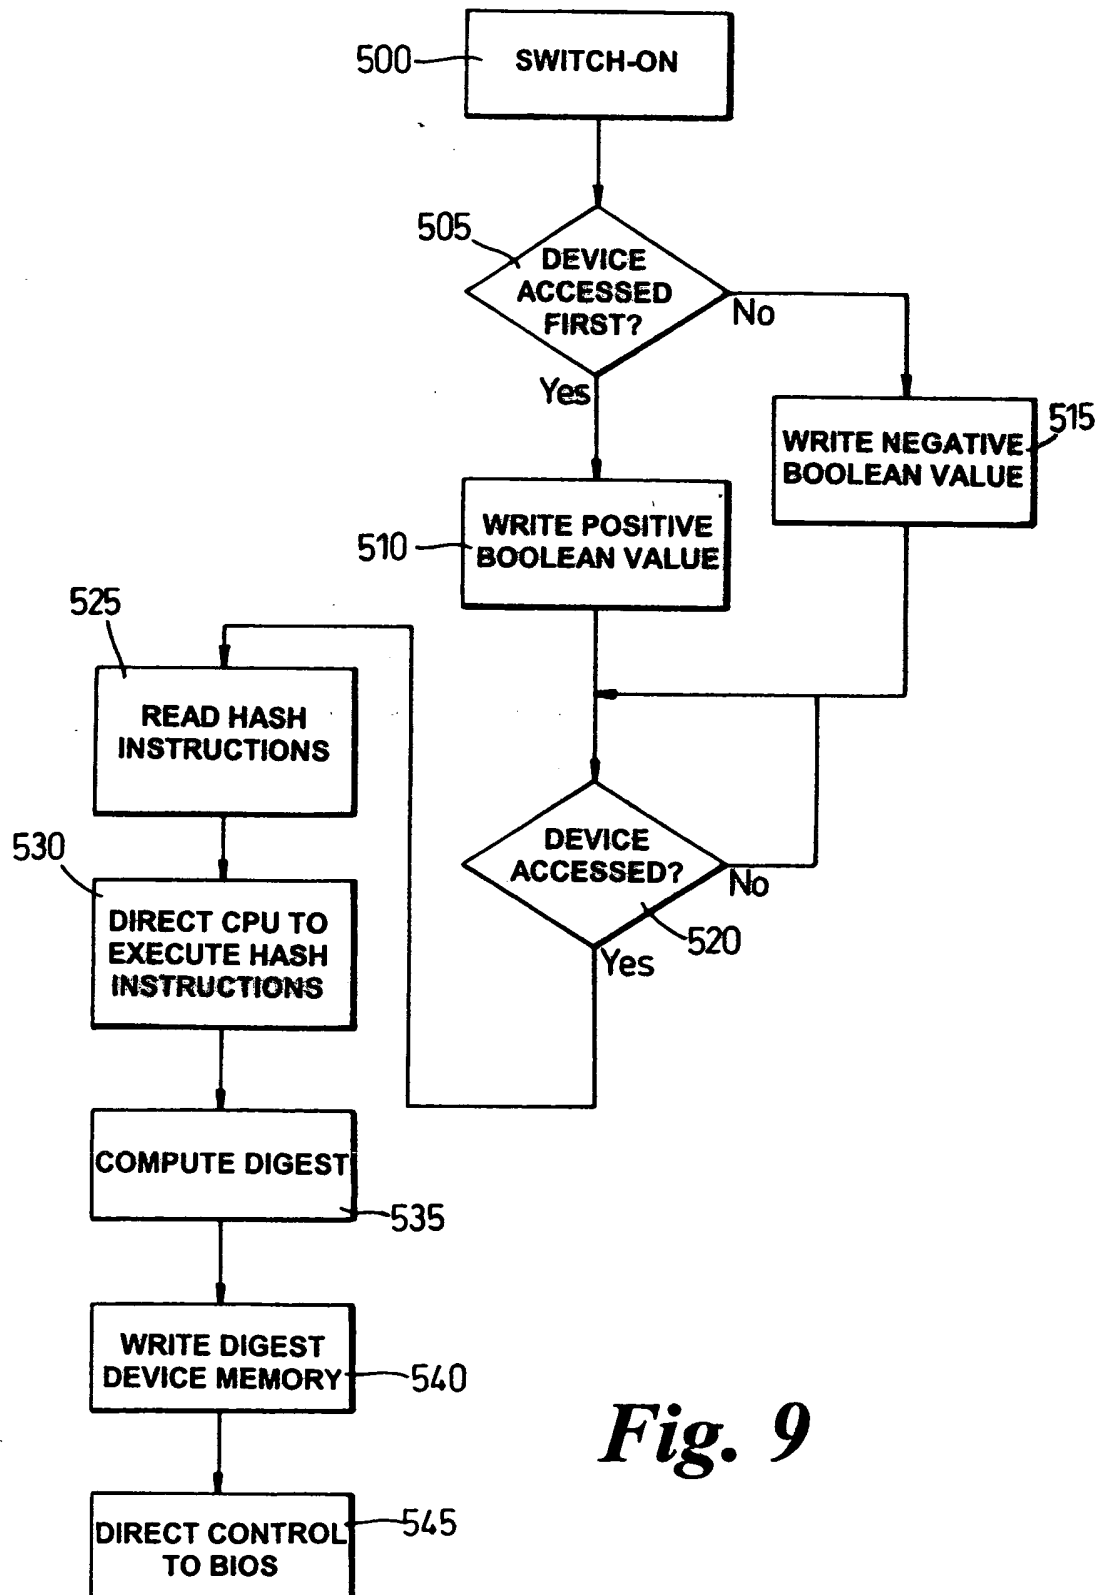 500
SWITCH-ON
505
DEVICE
ACCESSED
FIRST?
No
Yes
515
WRITE NEGATIVE
BOOLEAN VALUE
510
WRITE POSITIVE
BOOLEAN VALUE
525
READ HASH
INSTRUCTIONS
DEVICE
ACCESSED?
No
520
Yes
530
DIRECT CPU TO
EXECUTE HASH
INSTRUCTIONS
COMPUTE DIGEST
535
WRITE DIGEST
DEVICE MEMORY
540
DIRECT CONTROL
TO BIOS
545
Fig. 9